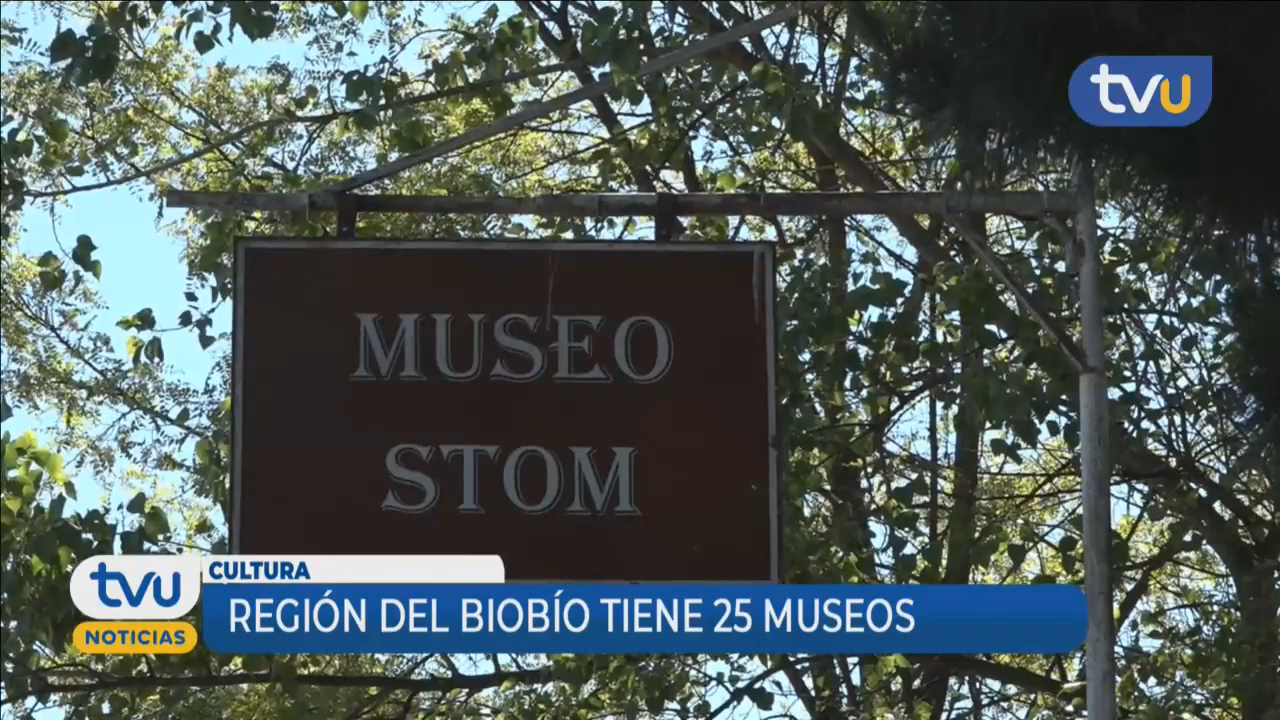 tvu
MUSEO
STOM
tvu
NOTICIAS
CULTURA
REGIÓN DEL BIOBÍO TIENE 25 MUSEOS